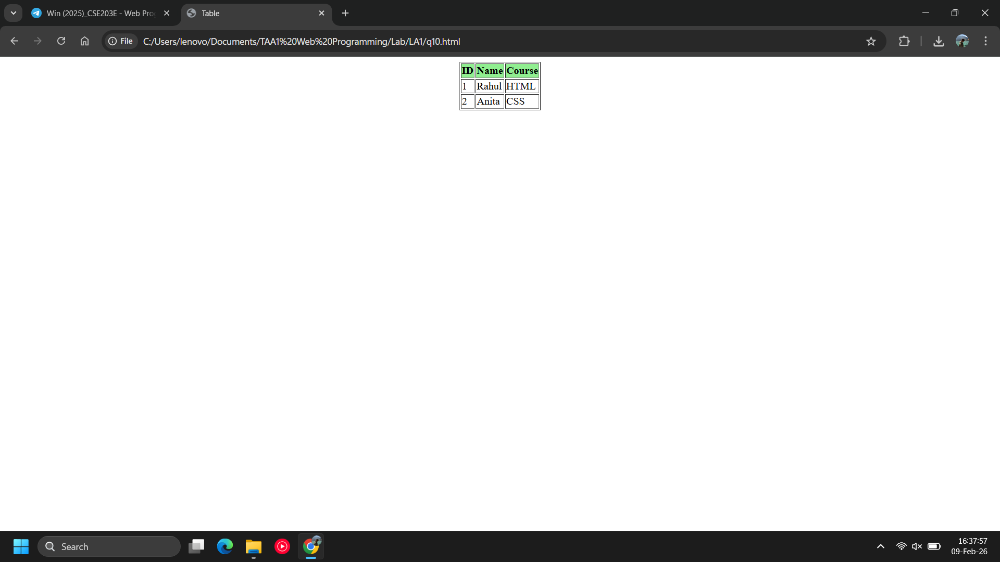 Win (2025)_CSE203E - Web Pro
Table
File
C:/Users/lenovo/Documents/TAA1%20Web%20Programming/Lab/LA1/q10.html
ID Name Course
1 Rahul HTML
2 Anita CSS
Search
16:37:57
09-Feb-26